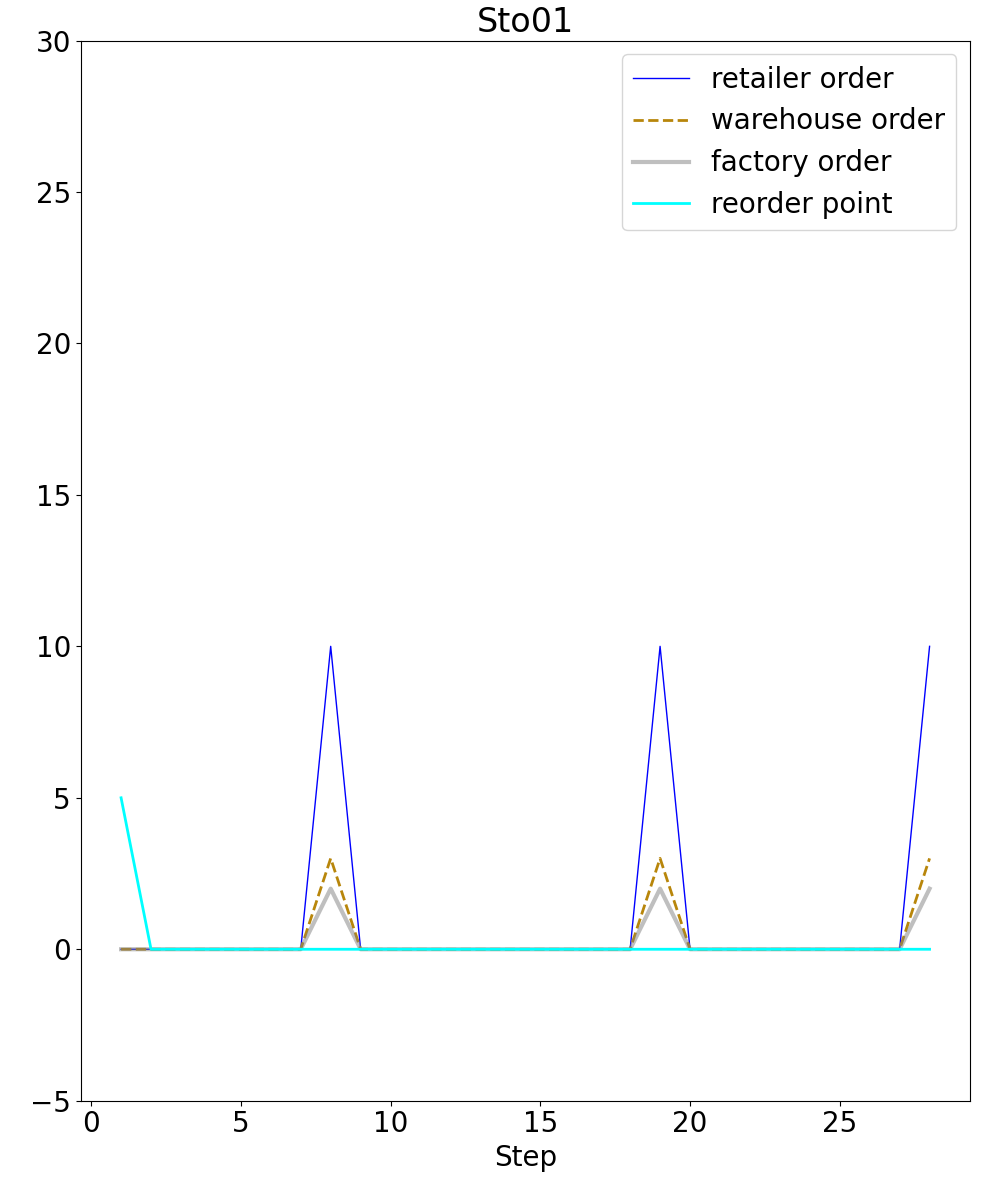 Sto01
30
25
20
15
10
5
0
−5
retailer order
warehouse order
factory order
reorder point
0 5 10 15 20 25
Step